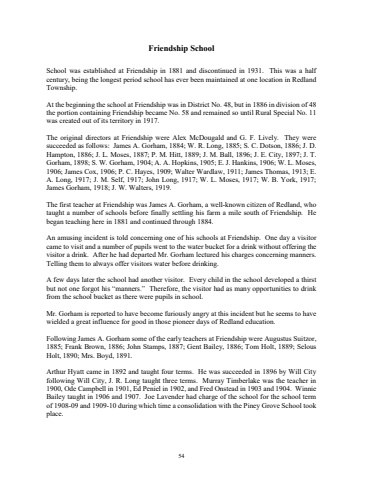 Friendship School
School was established at Friendship in 1881 and discontinued in 1931. This was a half
century, being the longest period school has ever been maintained at one location in Redland
Township.
At the beginning the school at Friendship was in District No. 48, but in 1886 in division of 48
the portion containing Friendship became No. 58 and remained so until Rural Special No. 11
was created out of its territory in 1917.
The original directors at Friendship were Alex McDougald and G. F. Lively. They were
succeeded as follows: James A. Gorham, 1884; W. R. Long, 1885; S. C. Dotson, 1886; J. D.
Hampton, 1886; J. L. Moses, 1887; P. M. Hitt, 1889; J. M. Ball, 1896; J. E. City, 1897; J. T.
Gorham, 1898; S. W. Gorham, 1904; A. A. Hopkins, 1905; E. J. Hankins, 1906; W. L. Moses,
1906; James Cox, 1906; P. C. Hayes, 1909; Walter Wardlaw, 1911; James Thomas, 1913; E.
A. Long, 1917; J. M. Self, 1917; John Long, 1917; W. L. Moses, 1917; W. B. York, 1917;
James Gorham, 1918; J. W. Walters, 1919.
The first teacher at Friendship was James A. Gorham, a well-known citizen of Redland, who
taught a number of schools before finally settling his farm a mile south of Friendship. He
began teaching here in 1881 and continued through 1884.
An amusing incident is told concerning one of his schools at Friendship. One day a visitor
came to visit and a number of pupils went to the water bucket for a drink without offering the
visitor a drink. After he had departed Mr. Gorham lectured his charges concerning manners.
Telling them to always offer visitors water before drinking.
A few days later the school had another visitor. Every child in the school developed a thirst
but not one forgot his “manners.” Therefore, the visitor had as many opportunities to drink
from the school bucket as there were pupils in school.
Mr. Gorham is reported to have become furiously angry at this incident but he seems to have
wielded a great influence for good in those pioneer days of Redland education.
Following James A. Gorham some of the early teachers at Friendship were Augustus Suitzor,
1885; Frank Brown, 1886; John Stamps, 1887; Gent Bailey, 1886; Tom Holt, 1889; Selous
Holt, 1890; Mrs. Boyd, 1891.
Arthur Hyatt came in 1892 and taught four terms. He was succeeded in 1896 by Will City
following Will City, J. R. Long taught three terms. Murray Timberlake was the teacher in
1900, Ode Campbell in 1901, Ed Peniel in 1902, and Fred Onstead in 1903 and 1904. Winnie
Bailey taught in 1906 and 1907. Joe Lavender had charge of the school for the school term
of 1908-09 and 1909-10 during which time a consolidation with the Piney Grove School took
place.
54